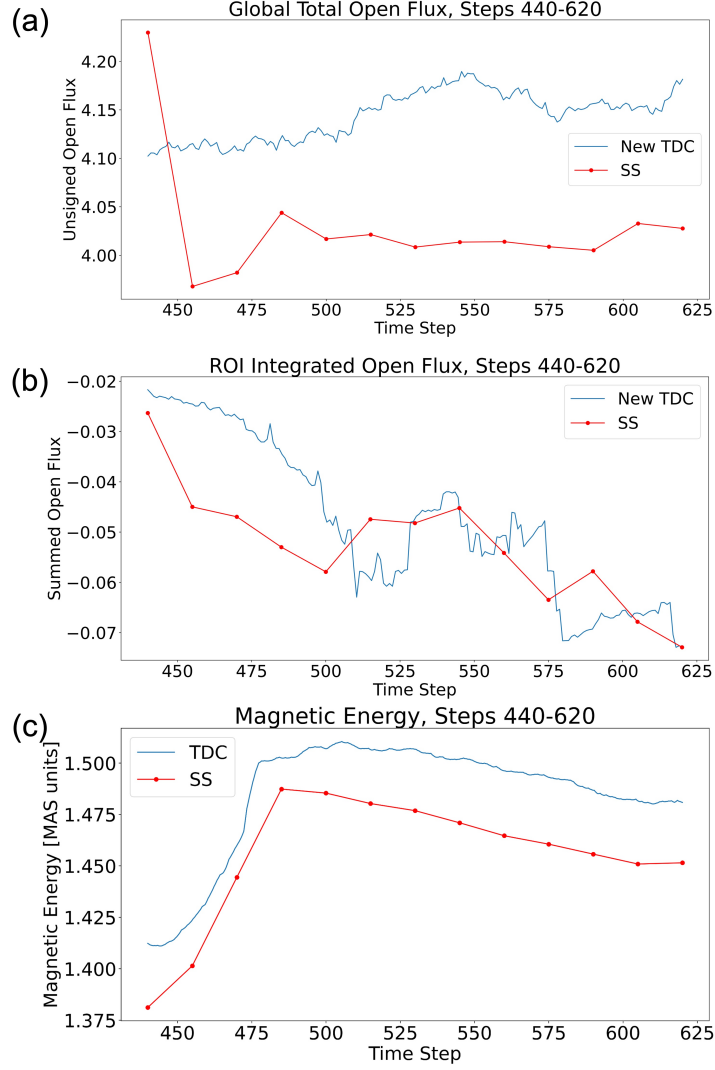 (a)
Global Total Open Flux, Steps 440-620
Unsigned Open Flux
4.20
4.15
4.10
4.05
4.00
New TDC
SS
450 475 500 525 550 575 600 625
Time Step
(b)
ROI Integrated Open Flux, Steps 440-620
Summed Open Flux
−0.02
−0.03
−0.04
−0.05
−0.06
−0.07
New TDC
SS
450 475 500 525 550 575 600 625
Time Step
(c)
Magnetic Energy, Steps 440-620
Magnetic Energy [MAS units]
1.500
1.475
1.450
1.425
1.400
1.375
TDC
SS
450 475 500 525 550 575 600 625
Time Step